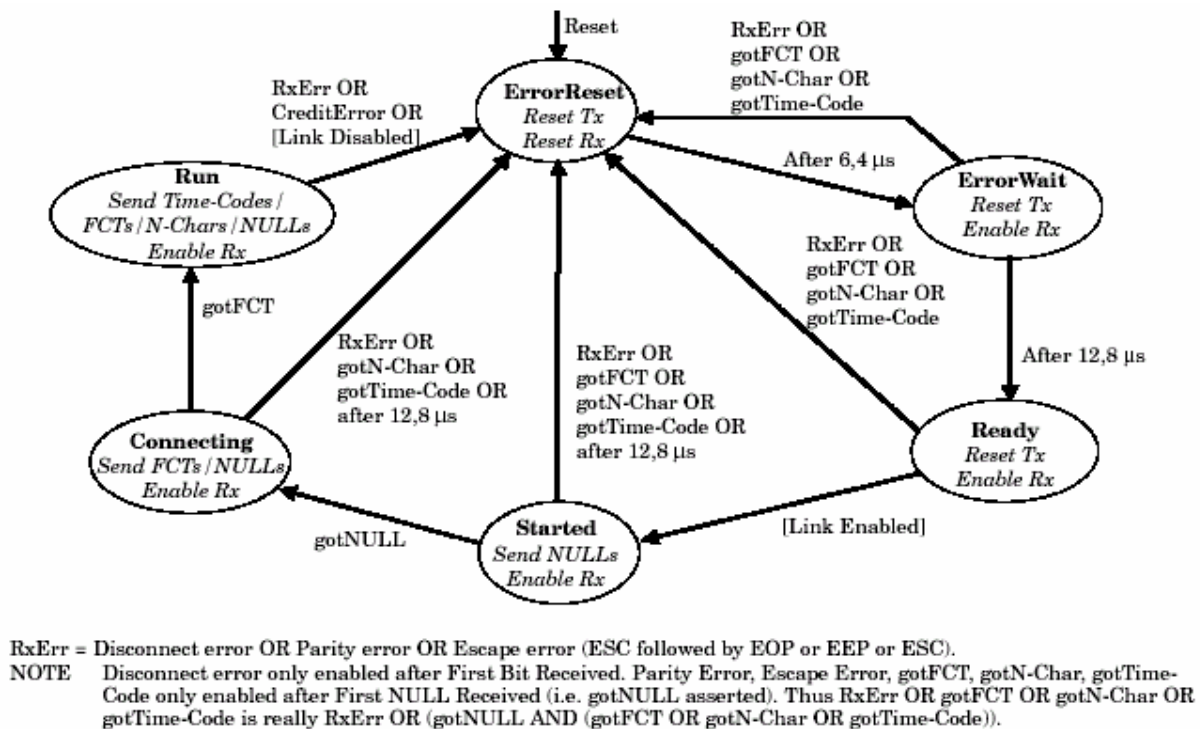 Reset
ErrorReset
Reset Tx
Reset Rx
RxErr OR
gotFCT OR
gotN-Char OR
gotTime-Code
RxErr OR
CreditError OR
[Link Disabled]
After 6,4 μs
Run
Send Time-Codes/
FCTs/N-Chars/NULLs
Enable Rx
ErrorWait
Reset Tx
Enable Rx
RxErr OR
gotFCT OR
gotN-Char OR
gotTime-Code
gotFCT
RxErr OR
gotN-Char OR
gotTime-Code OR
after 12,8 μs
RxErr OR
gotFCT OR
gotN-Char OR
gotTime-Code OR
after 12,8 μs
After 12,8 μs
Connecting
Send FCTs/NULLs
Enable Rx
Ready
Reset Tx
Enable Rx
gotNULL
Started
Send NULLs
Enable Rx
[Link Enabled]
RxErr = Disconnect error OR Parity error OR Escape error (ESC followed by EOP or EEP or ESC).
NOTE Disconnect error only enabled after First Bit Received. Parity Error, Escape Error, gotFCT, gotN-Char, gotTime-
Code only enabled after First NULL Received (i.e. gotNULL asserted). Thus RxErr OR gotFCT OR gotN-Char OR
gotTime-Code is really RxErr OR (gotNULL AND (gotFCT OR gotN-Char OR gotTime-Code)).